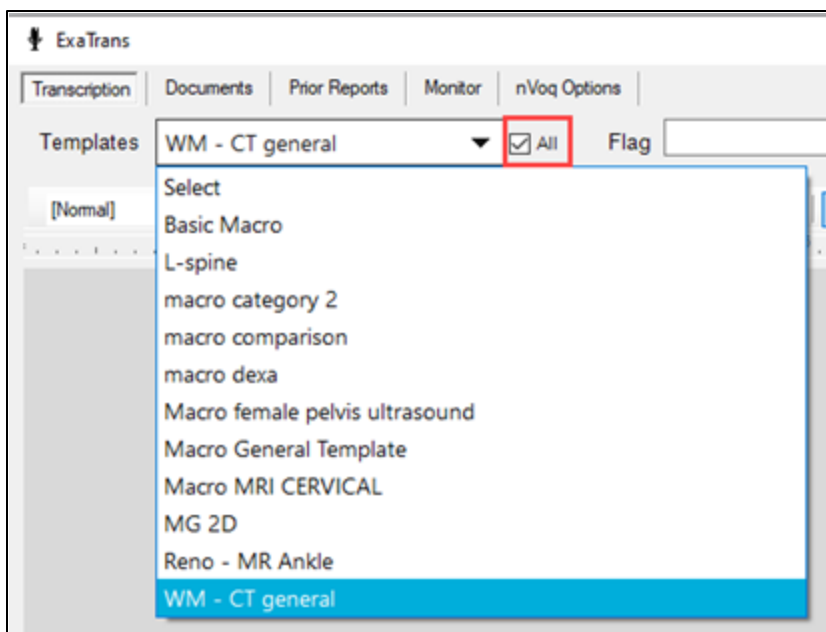 ExaTrans
Transcription Documents Prior Reports Monitor nVoq Options
Templates WM - CT general All Flag
[Normal]
Select
Basic Macro
L-spine
macro category 2
macro comparison
macro dexa
Macro female pelvis ultrasound
Macro General Template
Macro MRI CERVICAL
MG 2D
Reno - MR Ankle
WM - CT general